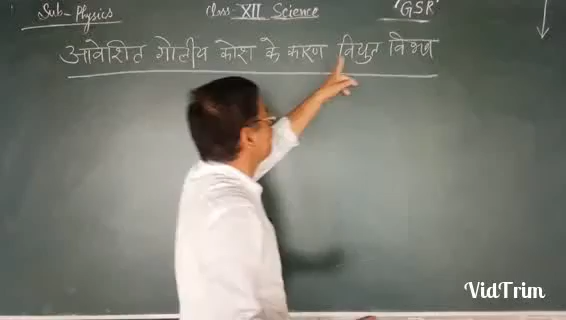 Sub- Physics Class XII Science "GSR"
आवेशित गोलीय कोश के कारण विद्युत विभव
VidTrim